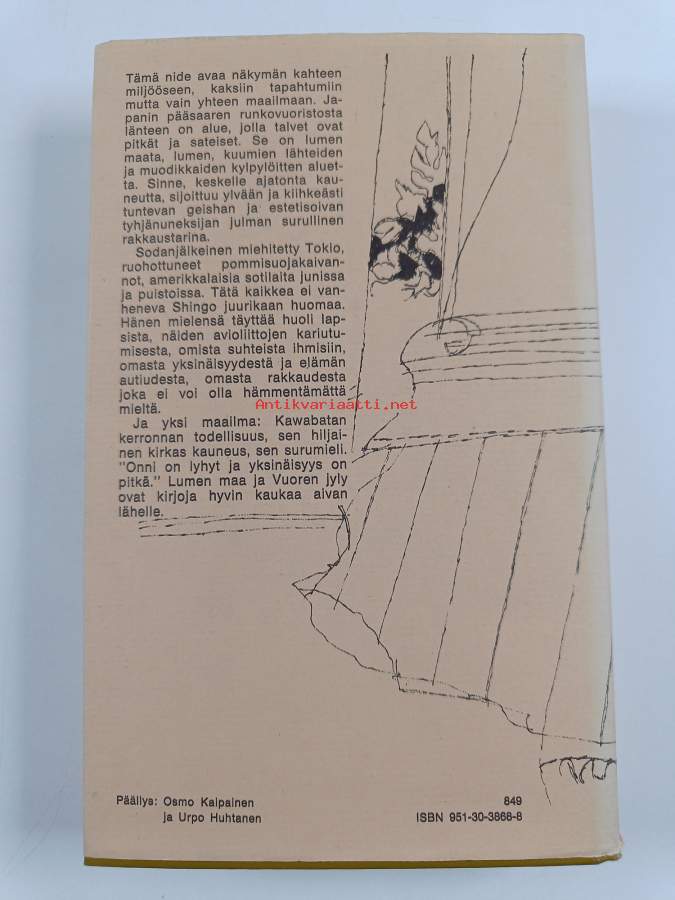 Tämä nide avaa näkymän kahteen
miljööseen, kaksiin tapahtumiin
mutta vain yhteen maailmaan. Ja-
panin pääsaaren runkovuoristosta
länteen on alue, jolla talvet ovat
pitkät ja sateiset. Se on lumen
maata, lumen, kuumien lähteiden
ja muodikkaiden kylpylöitten aluet-
ta. Sinne, keskelle ajatonta kau-
neutta, sijoittuu ylvään ja kiihkeästi
tuntevan geishan ja estetisoivan
tyhjänuneksijan julman surullinen
rakkaustarina.
Sodanjälkeinen miehitetty Tokio,
ruohottuneet pommisuojakaivan-
not, amerikkalaisia sotilaita junissa
ja puistoissa. Tätä kaikkea ei van-
heneva Shingo juurikaan huomaa.
Hänen mielensä täyttää huoli lap-
sista, näiden avioliittojen kariutu-
misesta, omista suhteista ihmisiin,
omasta yksinäisyydestä ja elämän
autiudesta, omasta rakkaudesta
joka ei voi olla hämmentämättä
mieltä.
Antikvariaatti.net
Ja yksi maailma: Kawabatan
kerronnan todellisuus, sen hiljai-
nen kirkas kauneus, sen surumieli.
"Onni on lyhyt ja yksinäisyys on
pitkä." Lumen maa ja Vuoren jyly
ovat kirjoja hyvin kaukaa aivan
lähelle.
Päällys: Osmo Kaipainen
ja Urpo Huhtanen
849
ISBN 951-30-3868-8